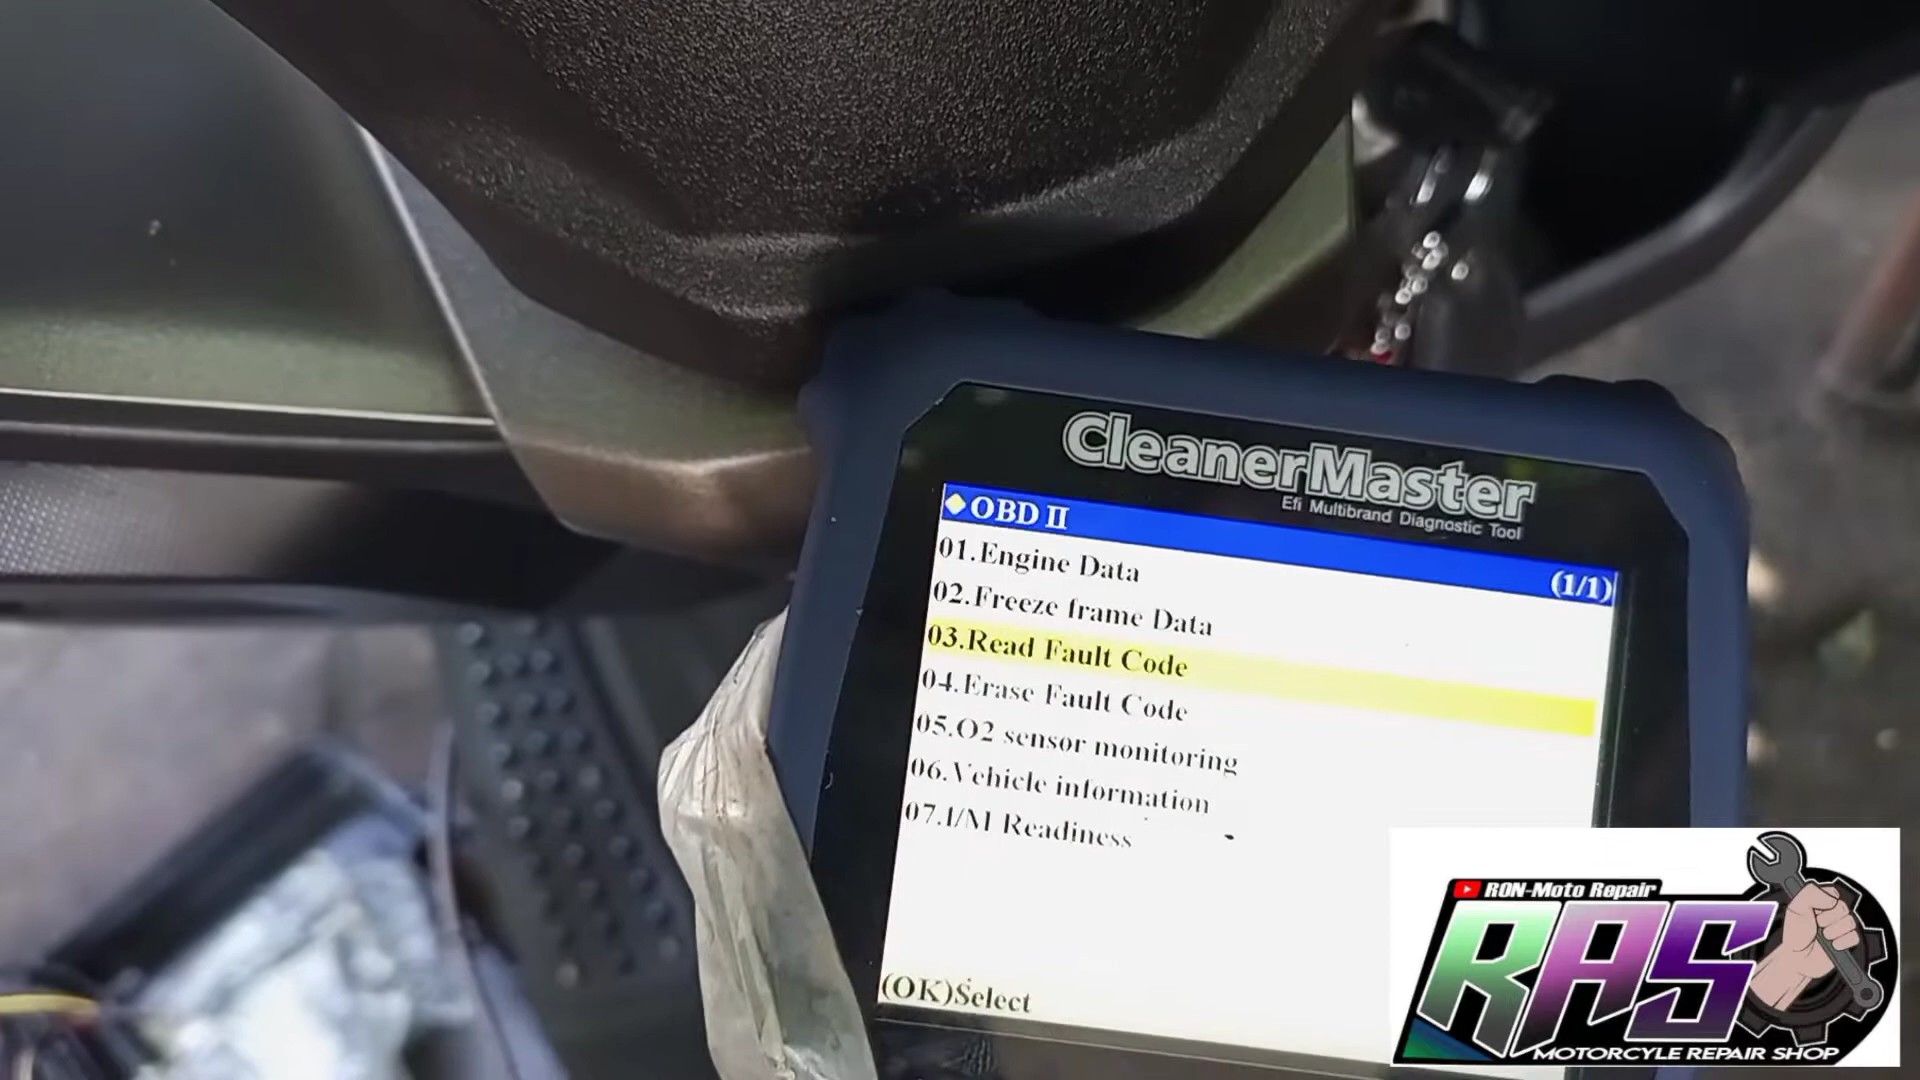 CleanerMaster
Efi Multibrand Diagnostic Tool
OBD II
(1/1)
01.Engine Data
02.Freeze frame Data
03.Read Fault Code
04.Erase Fault Code
05.O2 sensor monitoring
06.Vehicle information
07.I/M Readiness
(OK)Select
RON-Moto Repair
RAS
MOTORCYLE REPAIR SHOP